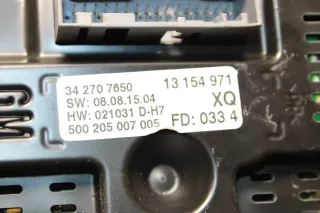 34 270 7650 13 154 971
SW: 08.08.15.04 XQ
HW: 021031 D-H7
500 205 007 005 FD: 033 4
GM